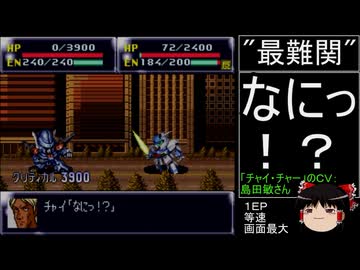 HP 0/3900
EN 240/240
HP 72/2400
EN 184/200
クリティカル 3900
チャイ「なにっ!?」
"最難関"
なにっ
!?
「チャイ・チャー」のCV:
島田敏さん
1EP
等速
画面最大